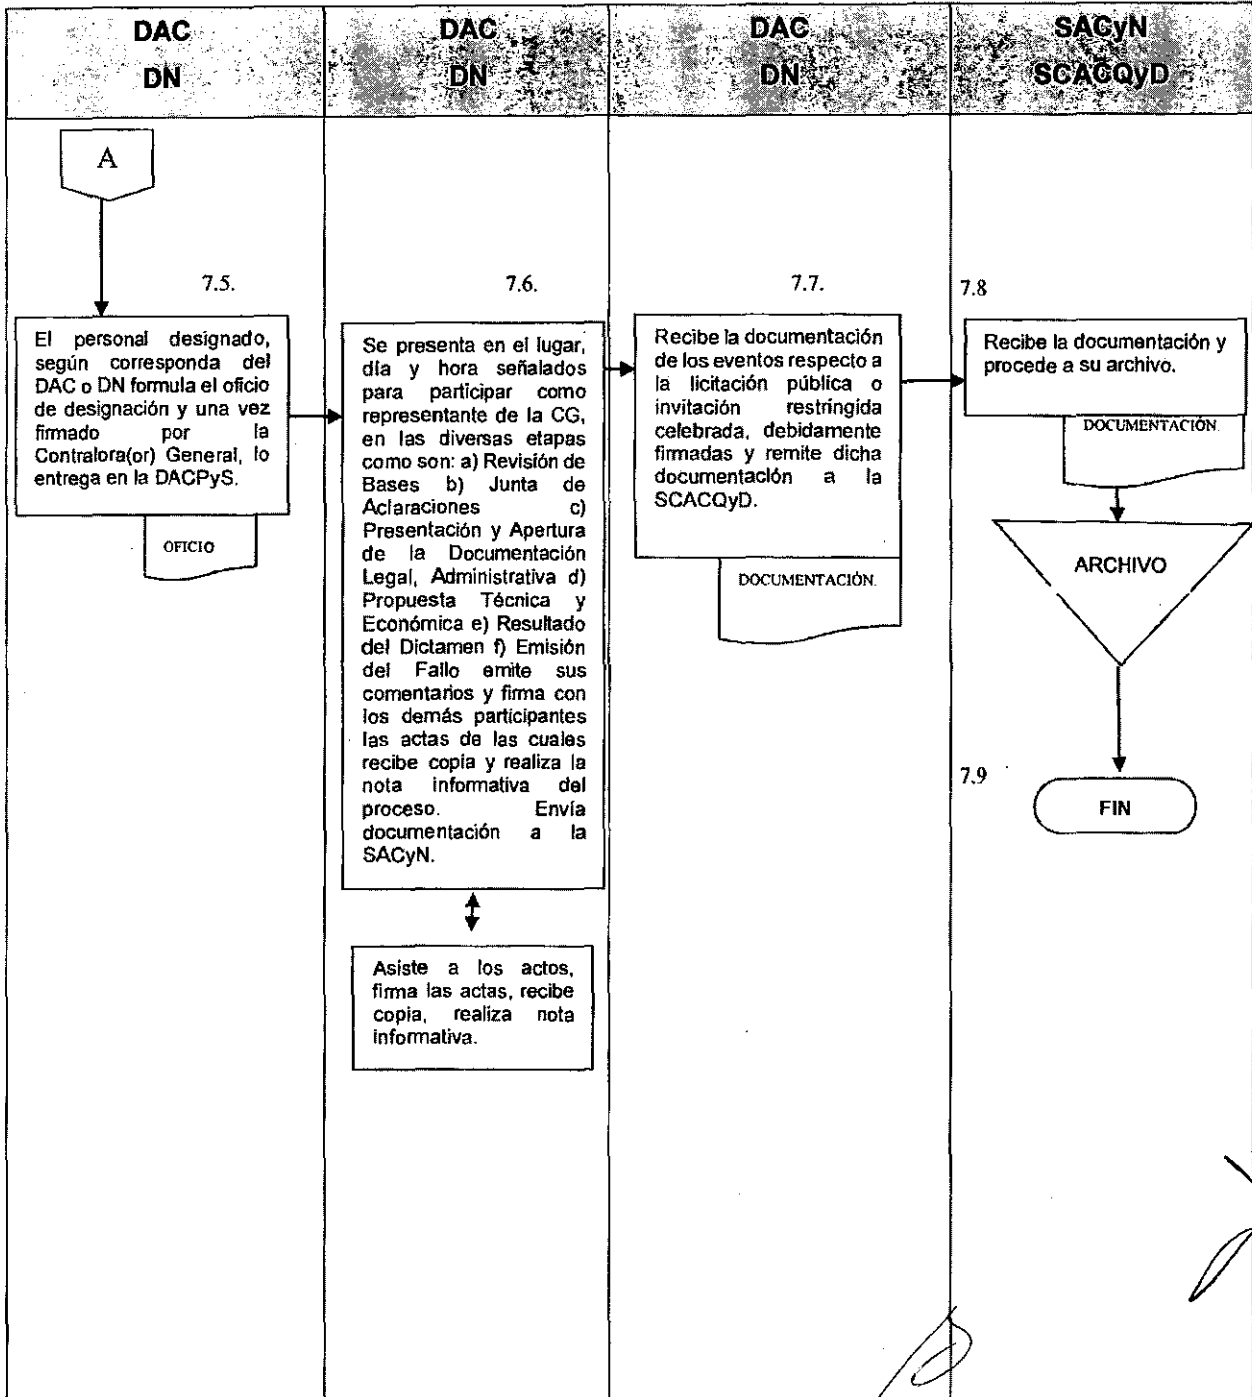 DAC
DN
DAC
DN
DAC
DN
SACyN
SCACQyD
A
7.5.
El personal designado,
según corresponda del
DAC o DN formula el oficio
de designación y una vez
firmado por la
Contralora(or) General, lo
entrega en la DACPyS.
OFICIO
7.6.
Se presenta en el lugar,
día y hora señalados
para participar como
representante de la CG,
en las diversas etapas
como son: a) Revisión de
Bases b) Junta de
Aclaraciones c)
Presentación y Apertura
de la Documentación
Legal, Administrativa d)
Propuesta Técnica y
Económica e) Resultado
del Dictamen f) Emisión
del Fallo emite sus
comentarios y firma con
los demás participantes
las actas de las cuales
recibe copia y realiza la
nota informativa del
proceso. Envía
documentación a la
SACyN.
Asiste a los actos,
firma las actas, recibe
copia, realiza nota
informativa.
7.7.
Recibe la documentación
de los eventos respecto a
la licitación pública o
invitación restringida
celebrada, debidamente
firmadas y remite dicha
documentación a la
SCACQyD.
DOCUMENTACIÓN.
7.8
Recibe la documentación y
procede a su archivo.
DOCUMENTACIÓN.
ARCHIVO
7.9
FIN